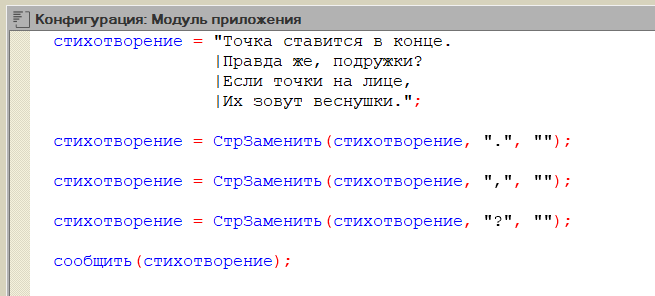 Конфигурация: Модуль приложения
стихотворение = "Точка ставится в конце.
|Правда же, подружки?
|Если точки на лице,
|Их зовут веснушки.";
стихотворение = СтрЗаменить(стихотворение, ".", "");
стихотворение = СтрЗаменить(стихотворение, ",", "");
стихотворение = СтрЗаменить(стихотворение, "?", "");
сообщить(стихотворение);